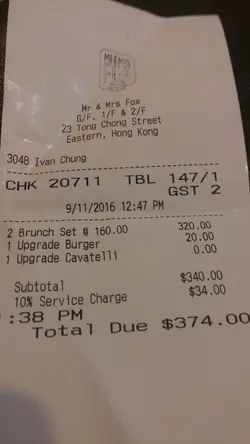 Mr & Mrs Fox
G/F, 1/F & 2/F
23 Tong Chong Street
Eastern, Hong Kong
3048 Ivan Chung
CHK 20711 TBL 147/1
GST 2
9/11/2016 12:47 PM
2 Brunch Set @ 160.00 320.00
1 Upgrade Burger 20.00
1 Upgrade Cavatelli 0.00
Subtotal $340.00
10% Service Charge $34.00
:38 PM
Total Due $374.00